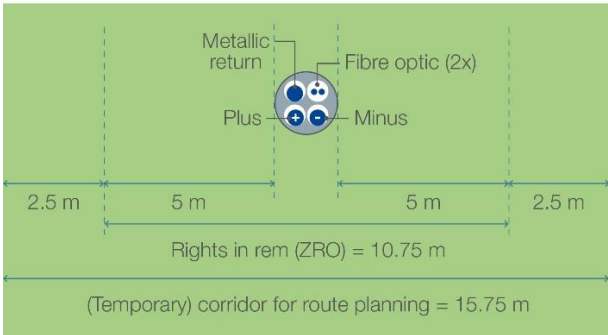 Metallic
return
Fibre optic (2x)
Plus
+
-
Minus
2.5 m
5 m
5 m
2.5 m
Rights in rem (ZRO) = 10.75 m
(Temporary) corridor for route planning = 15.75 m